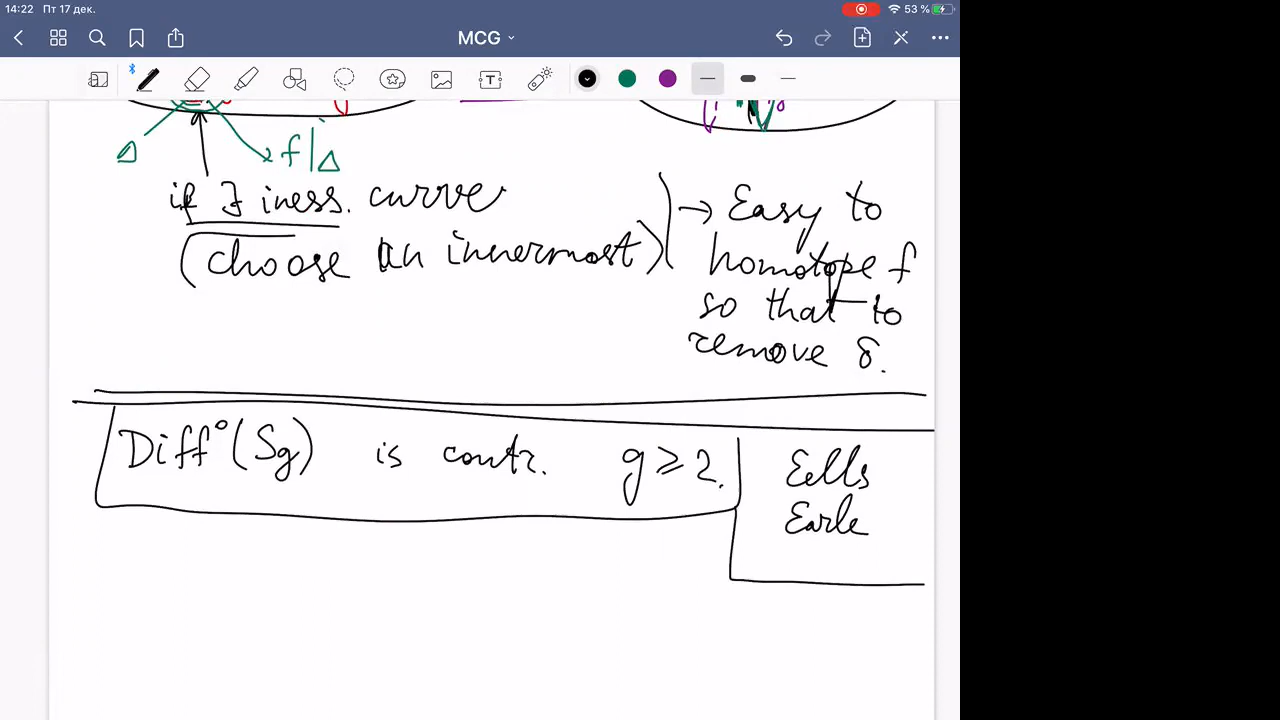 14:22 Пт 17 дек.
53 %
MCG
T
Δ
f|Δ
if ∃ iness. curve
(choose an innermost)
→ Easy to
homotope f
so that to
remove δ.
Diff°(Sg) is contr. g ⩾ 2.
Eells
Earle